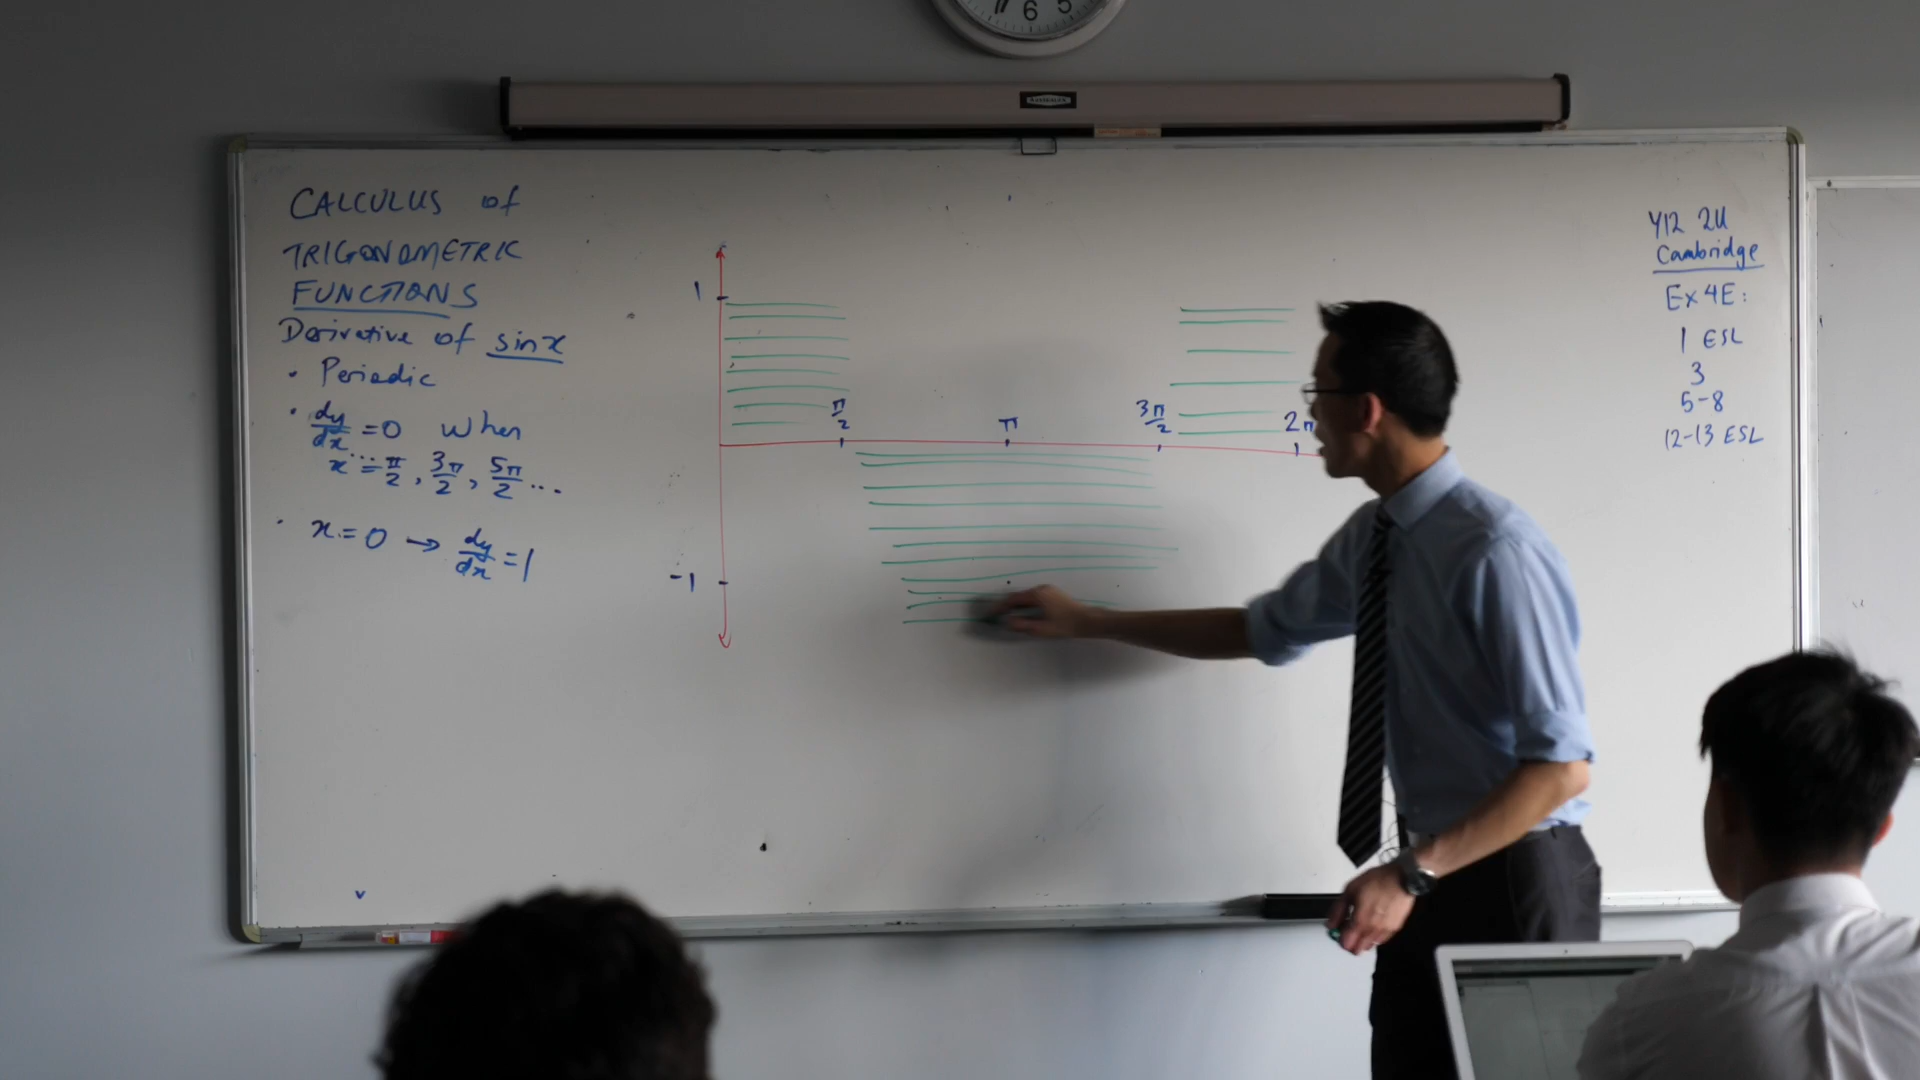 6 5
CALCULUS of
TRIGONOMETRIC
FUNCTIONS
Derivative of sin x
• Periodic
• dy/dx = 0 when
x = π/2, 3π/2, 5π/2 ...
• x = 0 → dy/dx = 1
1
π/2 π 3π/2 2π
-1
Y12 2U
Cambridge
Ex 4E:
1 ESL
3
5-8
12-13 ESL